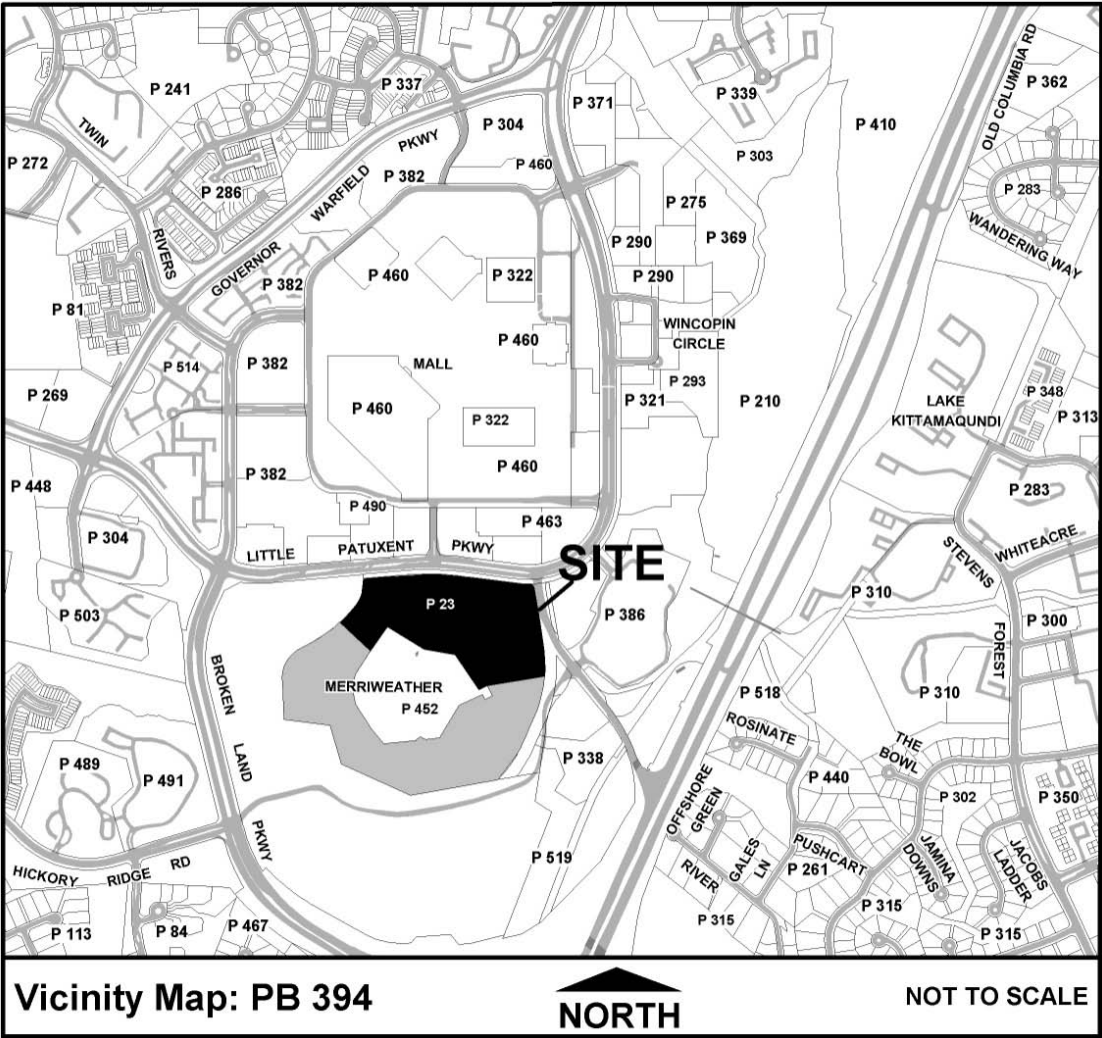 P 241
P 337
P 371
P 339
P 362
OLD COLUMBIA RD
P 410
P 304
TWIN
PKWY
P 303
P 272
P 460
P 382
P 286
P 283
WARFIELD
P 275
WANDERING WAY
RIVERS
P 290
P 369
GOVERNOR
P 460
P 322
P 290
P 382
P 81
WINCOPIN
CIRCLE
P 460
P 514
P 382
MALL
P 293
P 269
P 460
P 322
P 321
P 210
LAKE
KITTAMAQUNDI
P 348
P 313
P 460
P 448
P 382
P 283
P 490
P 463
P 304
LITTLE
PATUXENT
PKWY
WHITEACRE
STEVENS
FOREST
SITE
P 310
P 23
P 386
P 503
P 300
BROKEN
LAND
PKWY
MERRIWEATHER
P 452
P 518
P 310
ROSINATE
THE
BOWL
P 489
P 491
P 338
P 440
P 302
P 350
OFFSHORE
GREEN
HICKORY
RIDGE
RD
P 519
RIVER
GALES
LN
PUSHCART
P 261
JAMINA
DOWNS
JACOBS
LADDER
P 315
P 315
P 315
P 113
P 84
P 467
Vicinity Map: PB 394
NORTH
NOT TO SCALE